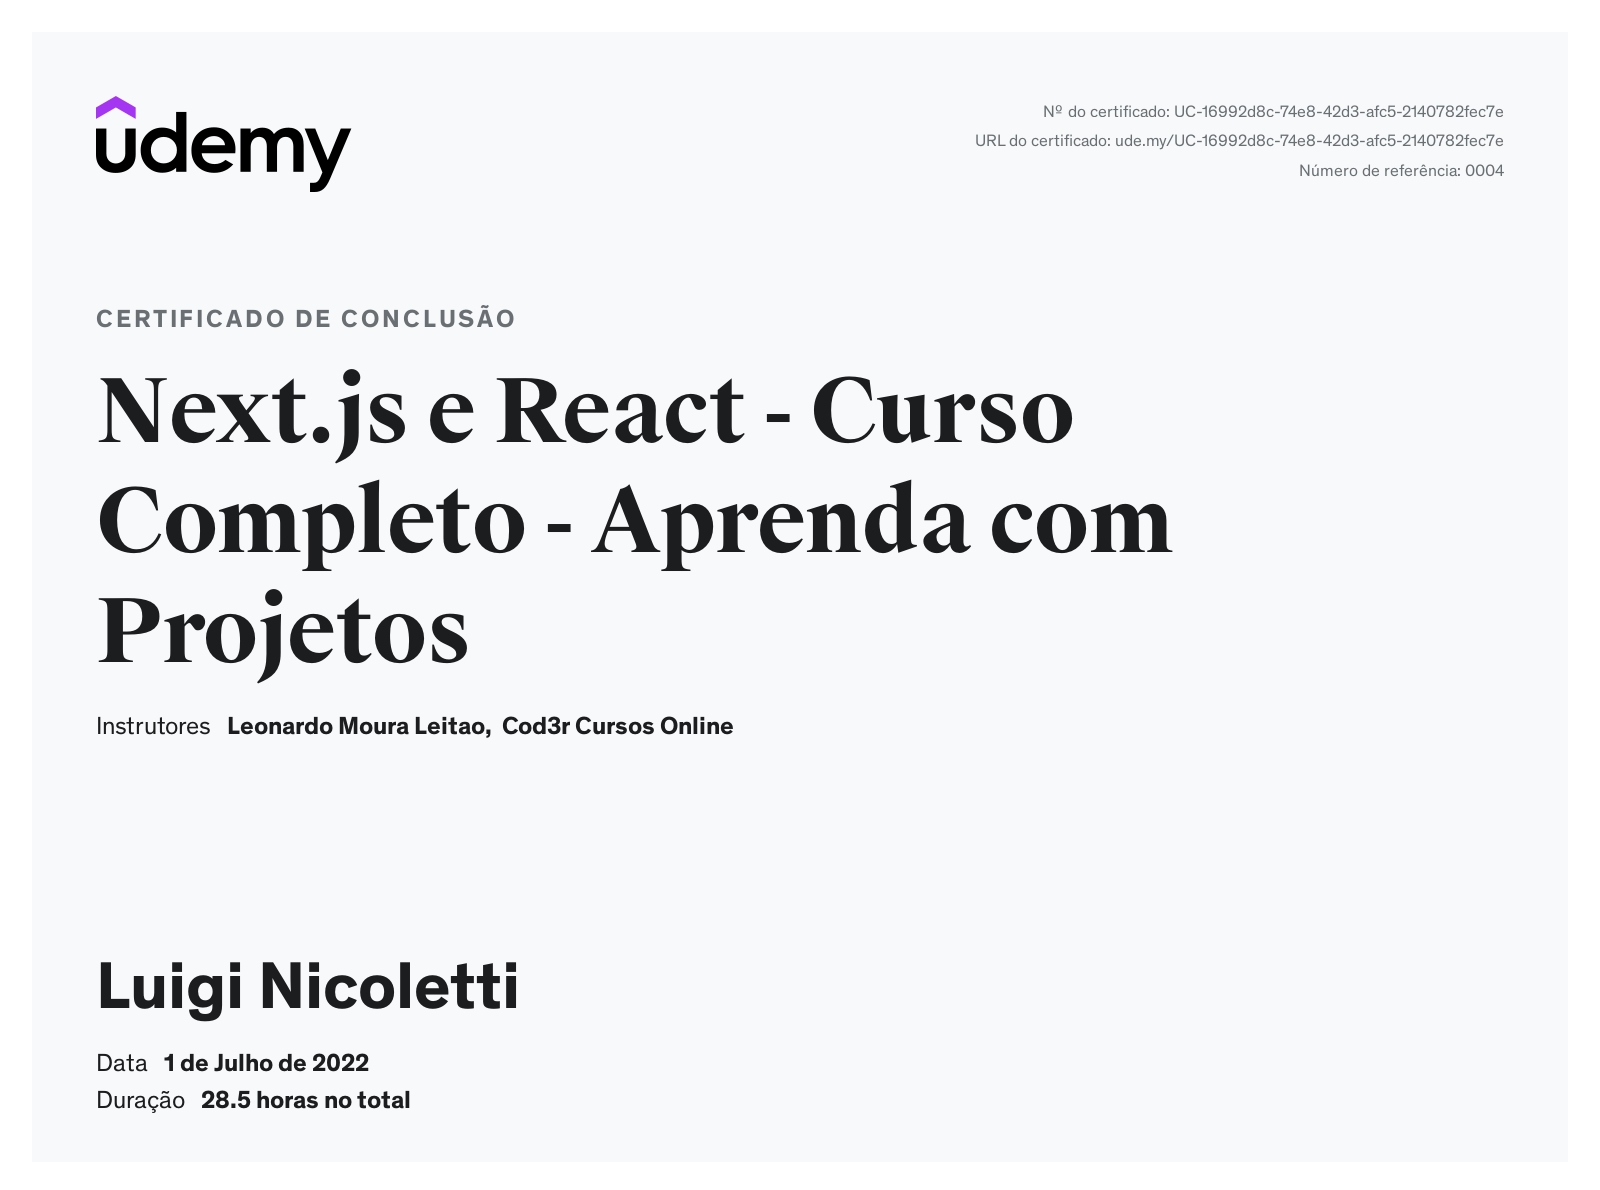 udemy
Nº do certificado: UC-16992d8c-74e8-42d3-afc5-2140782fec7e
URL do certificado: ude.my/UC-16992d8c-74e8-42d3-afc5-2140782fec7e
Número de referência: 0004
CERTIFICADO DE CONCLUSÃO
Next.js e React - Curso
Completo - Aprenda com
Projetos
Instrutores Leonardo Moura Leitao, Cod3r Cursos Online
Luigi Nicoletti
Data 1 de Julho de 2022
Duração 28.5 horas no total